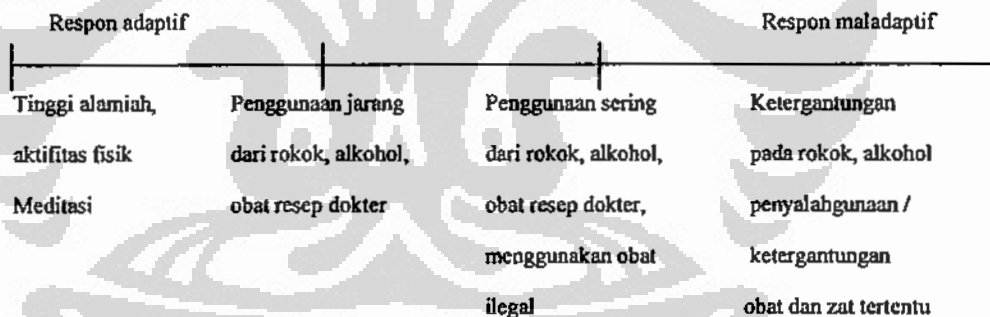 Respon adaptif Respon maladaptif
Tinggi alamiah, Penggunaan jarang Penggunaan sering Ketergantungan
aktifitas fisik dari rokok, alkohol, dari rokok, alkohol, pada rokok, alkohol
Meditasi obat resep dokter obat resep dokter, penyalahgunaan /
menggunakan obat ketergantungan
ilegal obat dan zat tertentu